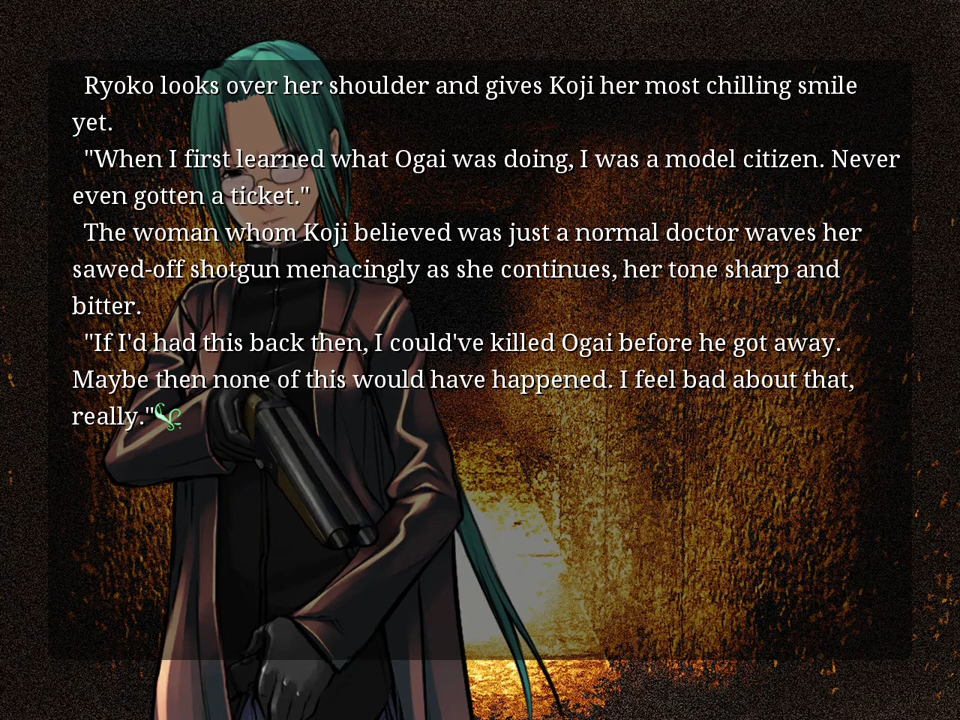 Ryoko looks over her shoulder and gives Koji her most chilling smile
yet.
"When I first learned what Ogai was doing, I was a model citizen. Never
even gotten a ticket."
The woman whom Koji believed was just a normal doctor waves her
sawed-off shotgun menacingly as she continues, her tone sharp and
bitter.
"If I'd had this back then, I could've killed Ogai before he got away.
Maybe then none of this would have happened. I feel bad about that,
really."